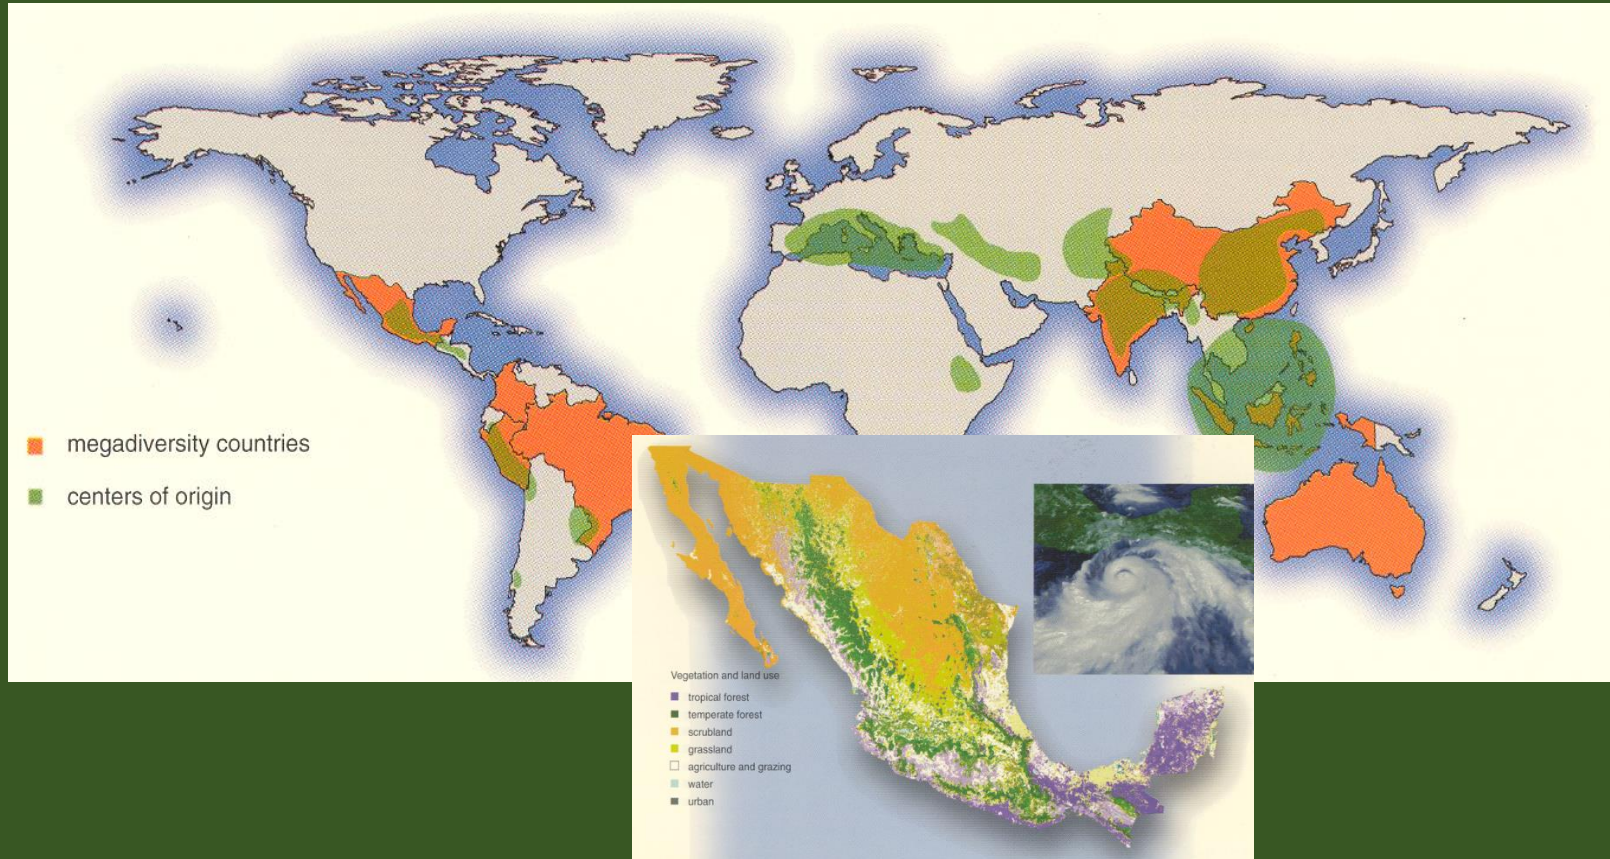 megadiversity countries
centers of origin
Vegetation and land use
tropical forest
temperate forest
scrubland
grassland
agriculture and grazing
water
urban